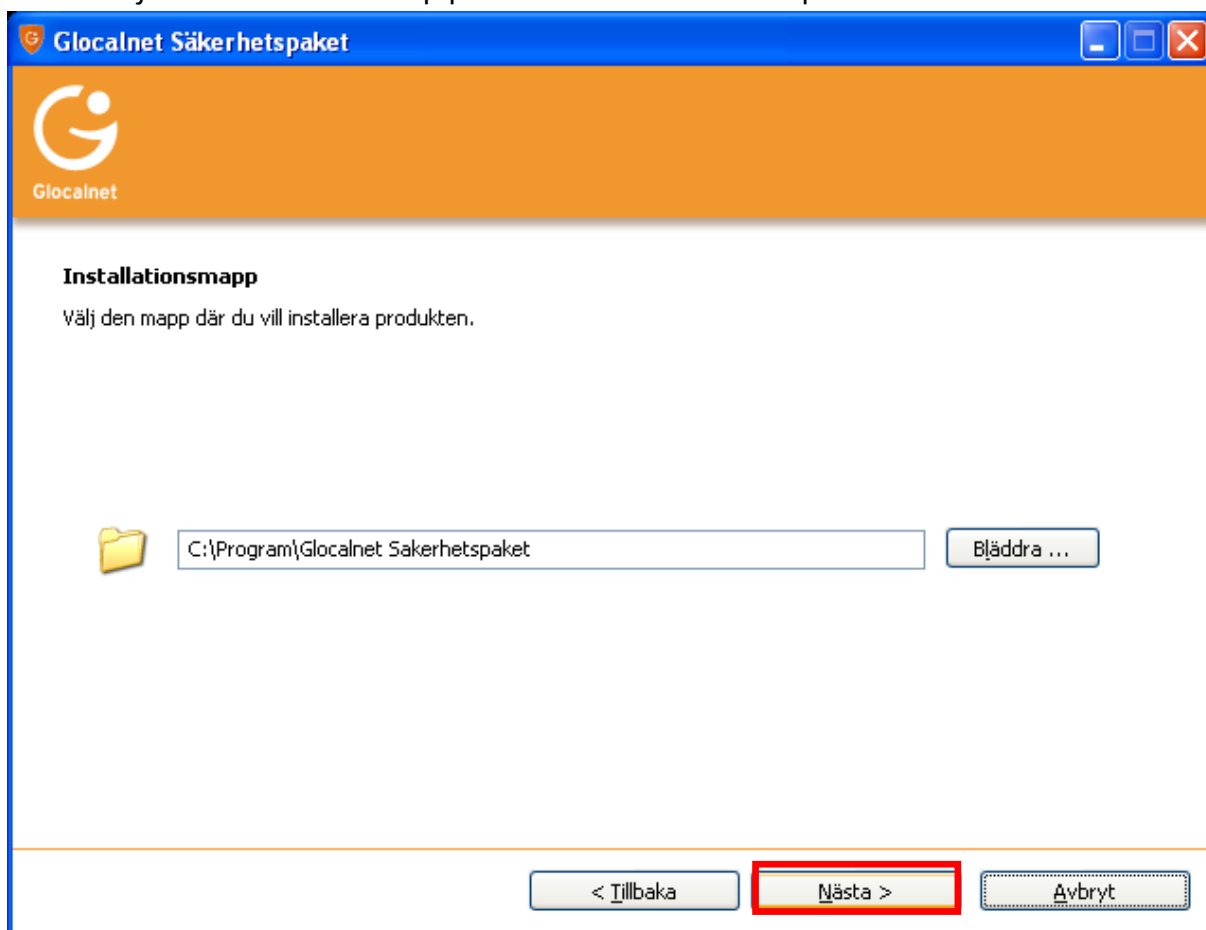 Glocalnet Säkerhetspaket
Glocalnet
Installationsmapp
Välj den mapp där du vill installera produkten.
C:\Program\Glocalnet Sakerhetspaket
Bläddra ...
< Tillbaka
Nästa >
Avbryt